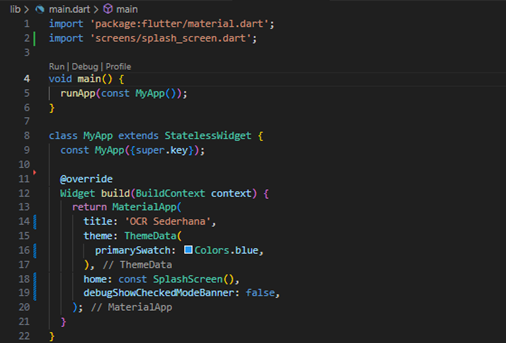 lib > main.dart > main
1 import 'package:flutter/material.dart';
2 import 'screens/splash_screen.dart';
3
Run | Debug | Profile
4 void main() {
5   runApp(const MyApp());
6 }
7
8 class MyApp extends StatelessWidget {
9   const MyApp({super.key});
10
11   @override
12   Widget build(BuildContext context) {
13     return MaterialApp(
14       title: 'OCR Sederhana',
15       theme: ThemeData(
16         primarySwatch: Colors.blue,
17       ), // ThemeData
18       home: const SplashScreen(),
19       debugShowCheckedModeBanner: false,
20     ); // MaterialApp
21   }
22 }